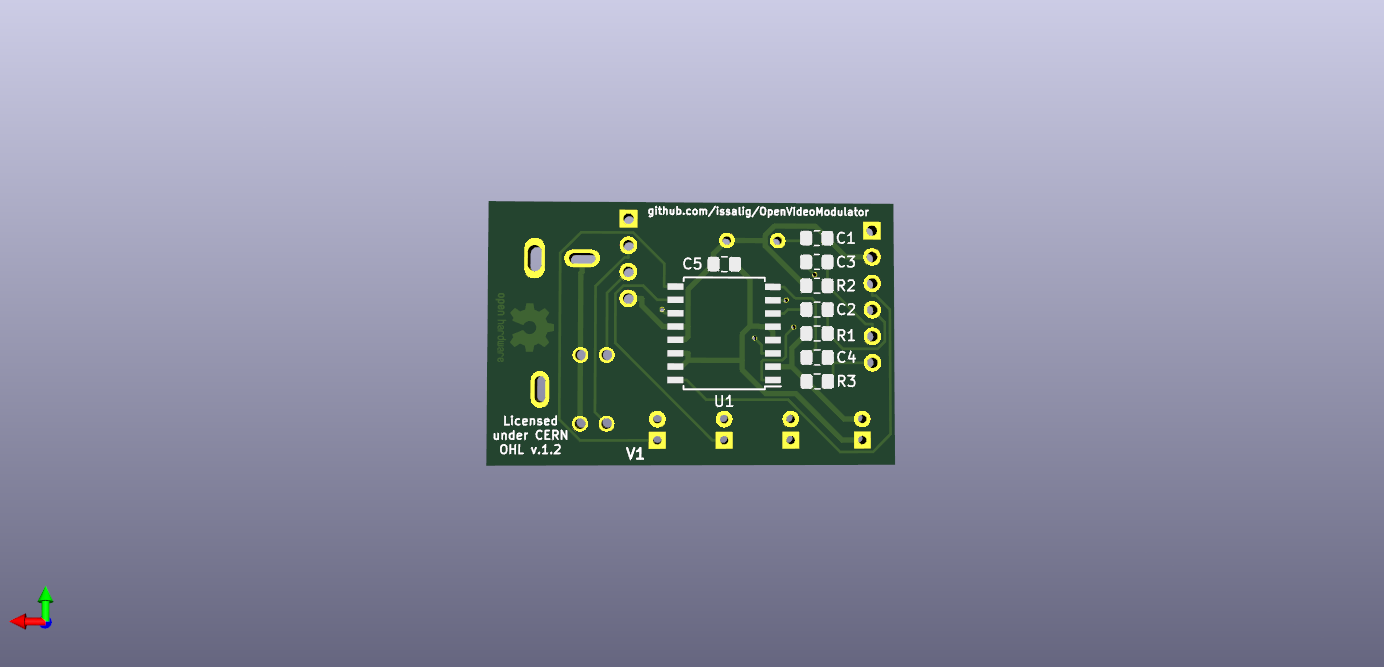 github.com/issalig/OpenVideoModulator
C1
C5
C3
R2
C2
open hardware
R1
C4
R3
U1
Licensed
under CERN
OHL v.1.2
V1